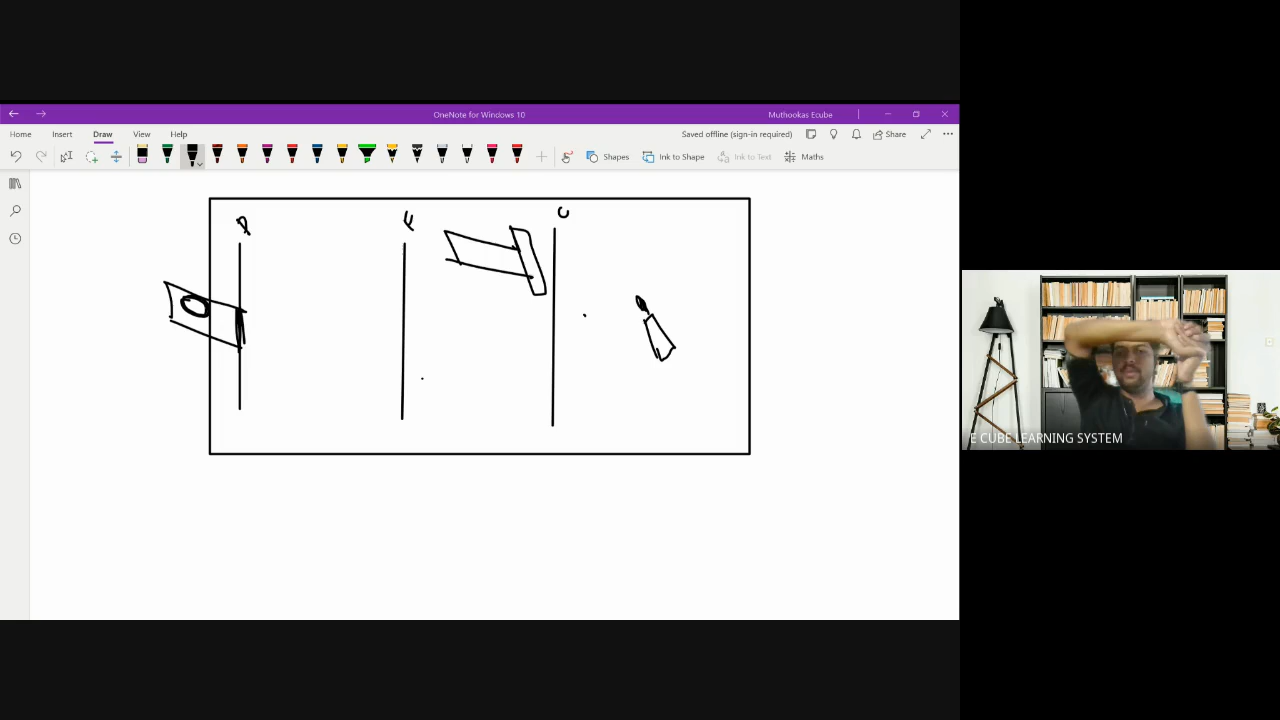 OneNote for Windows 10
Muthookas Ecube
Home Insert Draw View Help
Saved offline (sign-in required)
Share
Shapes
Ink to Shape
Ink to Text
Maths
E CUBE LEARNING SYSTEM